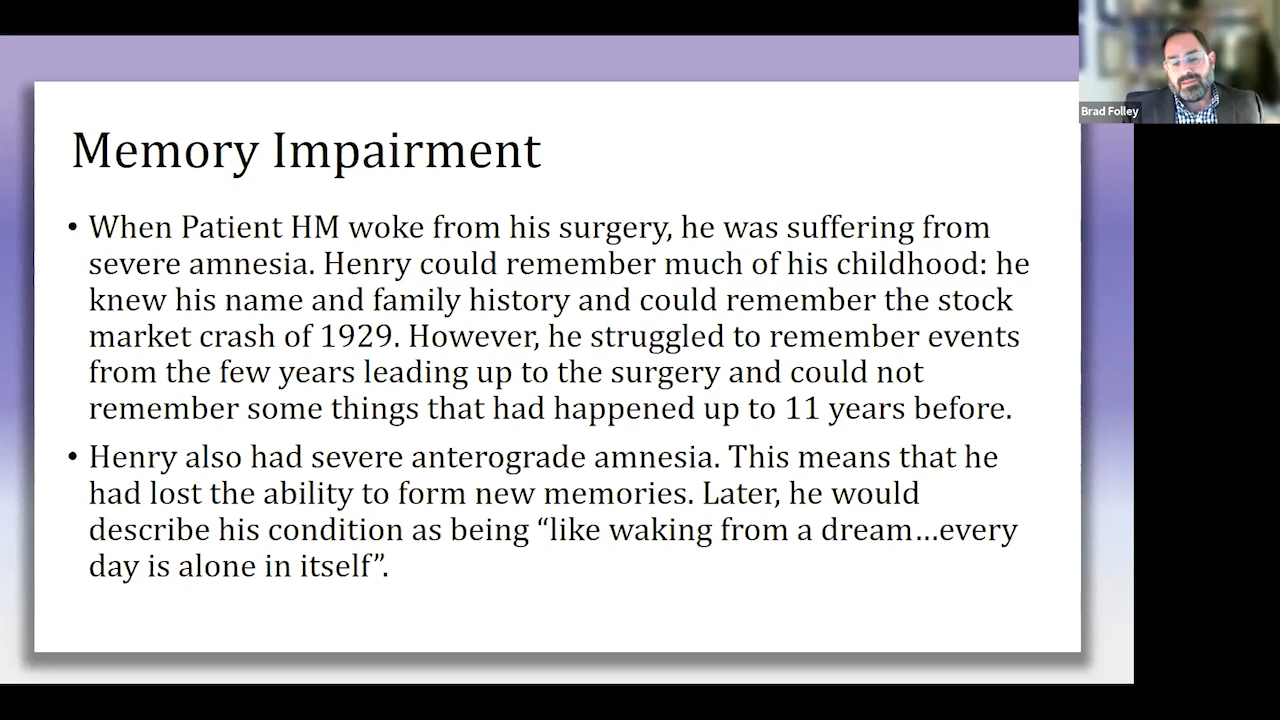 Memory Impairment
• When Patient HM woke from his surgery, he was suffering from
severe amnesia. Henry could remember much of his childhood: he
knew his name and family history and could remember the stock
market crash of 1929. However, he struggled to remember events
from the few years leading up to the surgery and could not
remember some things that had happened up to 11 years before.
• Henry also had severe anterograde amnesia. This means that he
had lost the ability to form new memories. Later, he would
describe his condition as being “like waking from a dream…every
day is alone in itself”.
Brad Folley